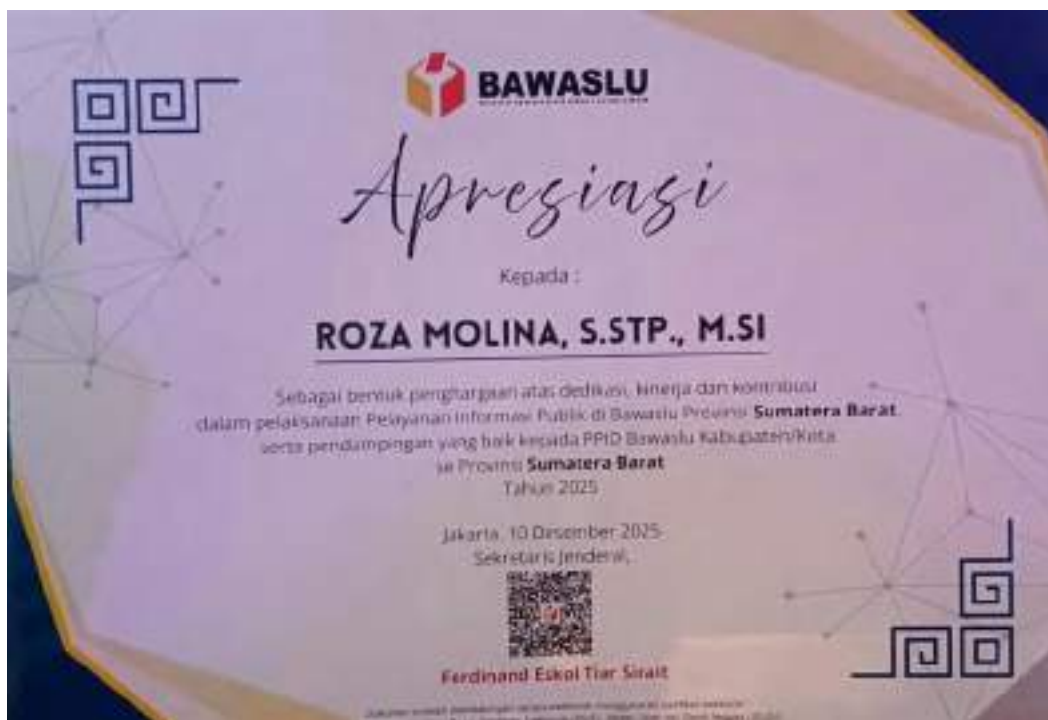 BAWASLU
Apresiasi
Kepada :
ROZA MOLINA, S.STP., M.SI
Sebagai bentuk penghargaan atas dedikasi, kinerja dan kontribusi
dalam pelaksanaan Pelayanan Informasi Publik di Bawaslu Provinsi Sumatera Barat
serta pendampingan yang baik kepada PPID Bawaslu Kabupaten/Kota
se Provinsi Sumatera Barat
Tahun 2025
Jakarta, 10 Desember 2025
Sekretaris Jenderal,
Ferdinand Eskol Tiar Sirait